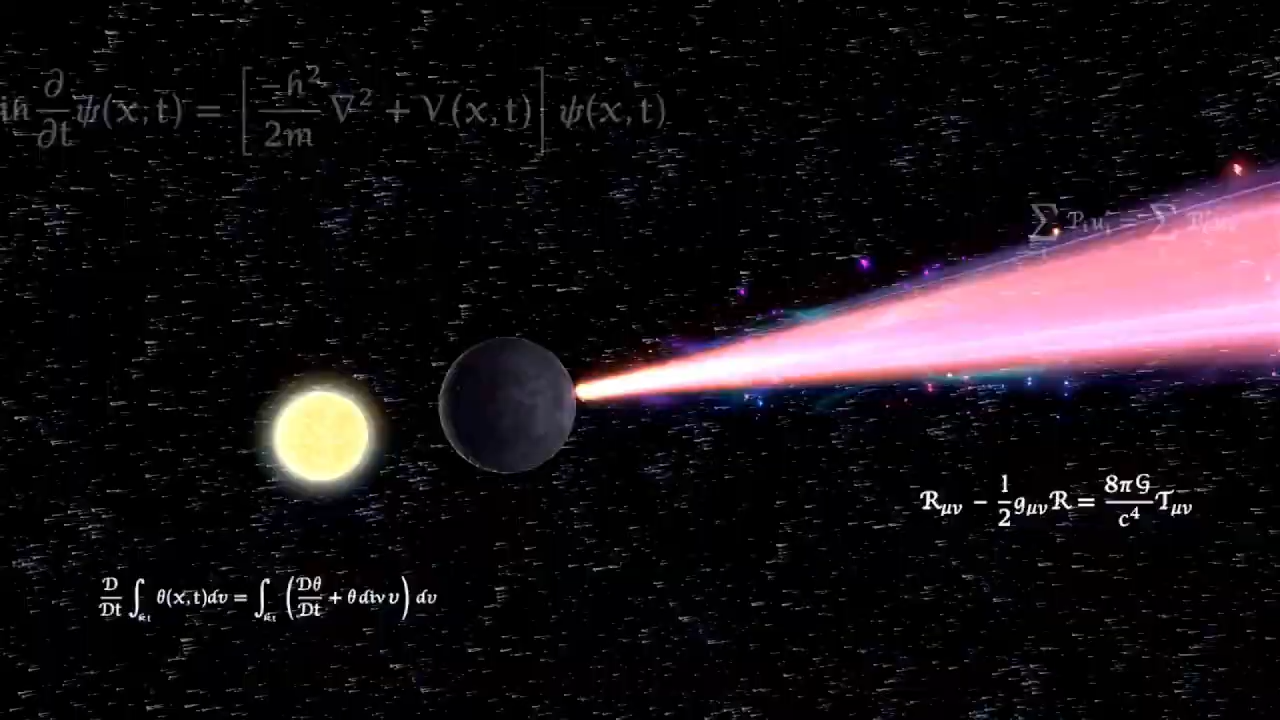 iℏ ∂/∂t ψ(x,t) = [-ℏ²/2m ∇² + V(x,t)] ψ(x,t)
R_μν - 1/2 g_μν R = 8πG/c⁴ T_μν
D/Dt ∫ θ(x,t)dv = ∫ (Dθ/Dt + θ div v) dv